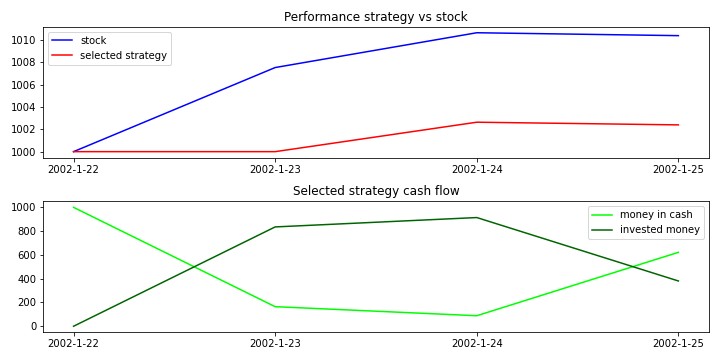 Performance strategy vs stock
1010
1008
1006
1004
1002
1000
stock
selected strategy
2002-1-22 2002-1-23 2002-1-24 2002-1-25
Selected strategy cash flow
1000
800
600
400
200
0
money in cash
invested money
2002-1-22 2002-1-23 2002-1-24 2002-1-25